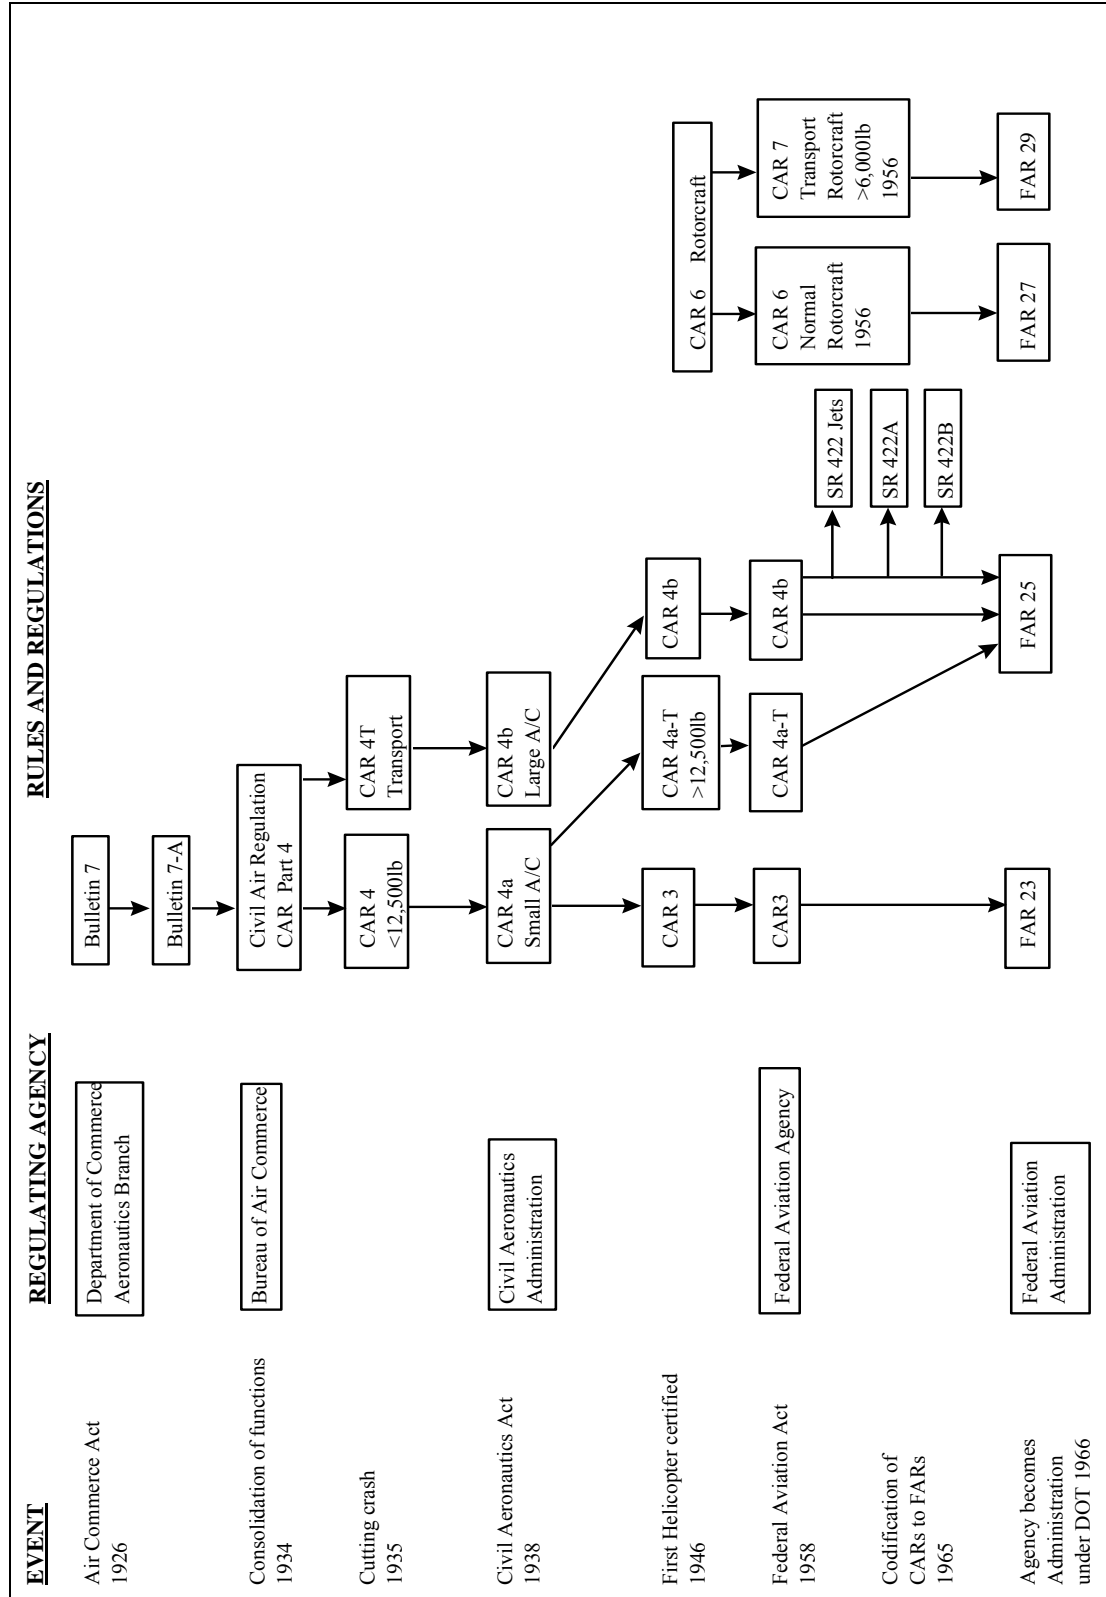 EVENT
REGULATING AGENCY
RULES AND REGULATIONS
Air Commerce Act
1926
Department of Commerce
Aeronautics Branch
Bulletin 7
Bulletin 7-A
Consolidation of functions
1934
Bureau of Air Commerce
Civil Air Regulation
CAR Part 4
Cutting crash
1935
CAR 4
<12,500lb
CAR 4T
Transport
Civil Aeronautics Act
1938
Civil Aeronautics
Administration
CAR 4a
Small A/C
CAR 4b
Large A/C
First Helicopter certified
1946
CAR 3
CAR 4a-T
>12,500lb
CAR 4b
CAR 6 Rotorcraft
Federal Aviation Act
1958
Federal Aviation Agency
CAR3
CAR 4a-T
CAR 4b
CAR 6
Normal
Rotorcraft
1956
CAR 7
Transport
Rotorcraft
>6,000lb
1956
SR 422 Jets
SR 422A
SR 422B
Codification of
CARs to FARs
1965
Agency becomes
Administration
under DOT 1966
Federal Aviation
Administration
FAR 23
FAR 25
FAR 27
FAR 29